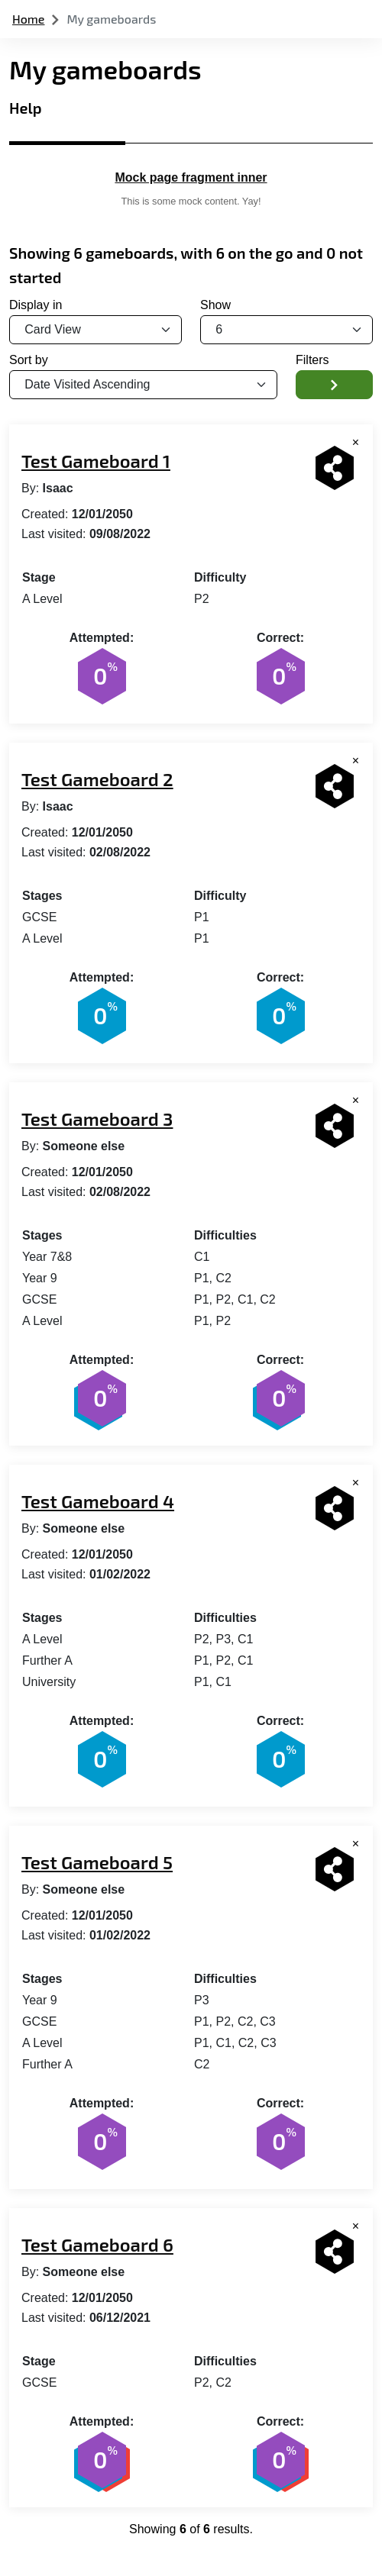 Home > My gameboards
My gameboards
Help
Mock page fragment inner
This is some mock content. Yay!
Showing 6 gameboards, with 6 on the go and 0 not
started
Display in Show
Card View 6
Sort by Filters
Date Visited Ascending
×
Test Gameboard 1
By: Isaac
Created: 12/01/2050
Last visited: 09/08/2022
Stage Difficulty
A Level P2
Attempted: Correct:
0% 0%
×
Test Gameboard 2
By: Isaac
Created: 12/01/2050
Last visited: 02/08/2022
Stages Difficulty
GCSE P1
A Level P1
Attempted: Correct:
0% 0%
×
Test Gameboard 3
By: Someone else
Created: 12/01/2050
Last visited: 02/08/2022
Stages Difficulties
Year 7&8 C1
Year 9 P1, C2
GCSE P1, P2, C1, C2
A Level P1, P2
Attempted: Correct:
0% 0%
×
Test Gameboard 4
By: Someone else
Created: 12/01/2050
Last visited: 01/02/2022
Stages Difficulties
A Level P2, P3, C1
Further A P1, P2, C1
University P1, C1
Attempted: Correct:
0% 0%
×
Test Gameboard 5
By: Someone else
Created: 12/01/2050
Last visited: 01/02/2022
Stages Difficulties
Year 9 P3
GCSE P1, P2, C2, C3
A Level P1, C1, C2, C3
Further A C2
Attempted: Correct:
0% 0%
×
Test Gameboard 6
By: Someone else
Created: 12/01/2050
Last visited: 06/12/2021
Stage Difficulties
GCSE P2, C2
Attempted: Correct:
0% 0%
Showing 6 of 6 results.